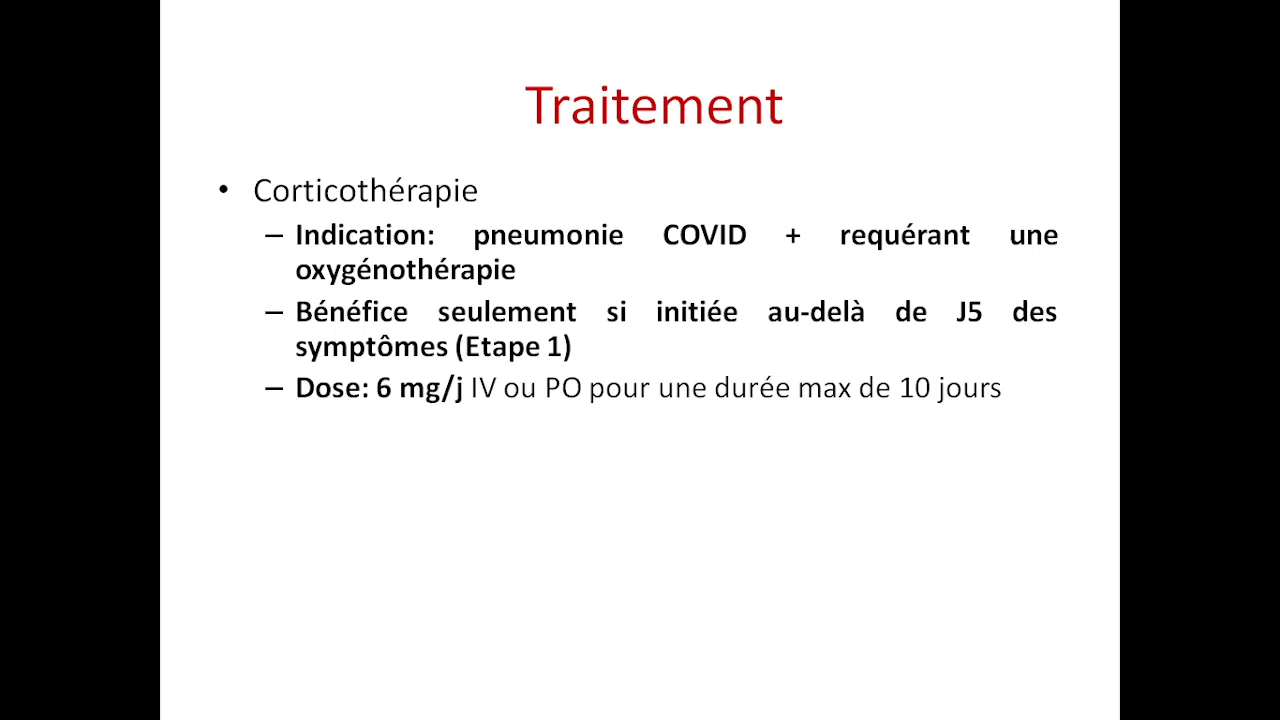 Traitement
• Corticothérapie
– Indication: pneumonie COVID + requérant une
oxygénothérapie
– Bénéfice seulement si initiée au-delà de J5 des
symptômes (Etape 1)
– Dose: 6 mg/j IV ou PO pour une durée max de 10 jours